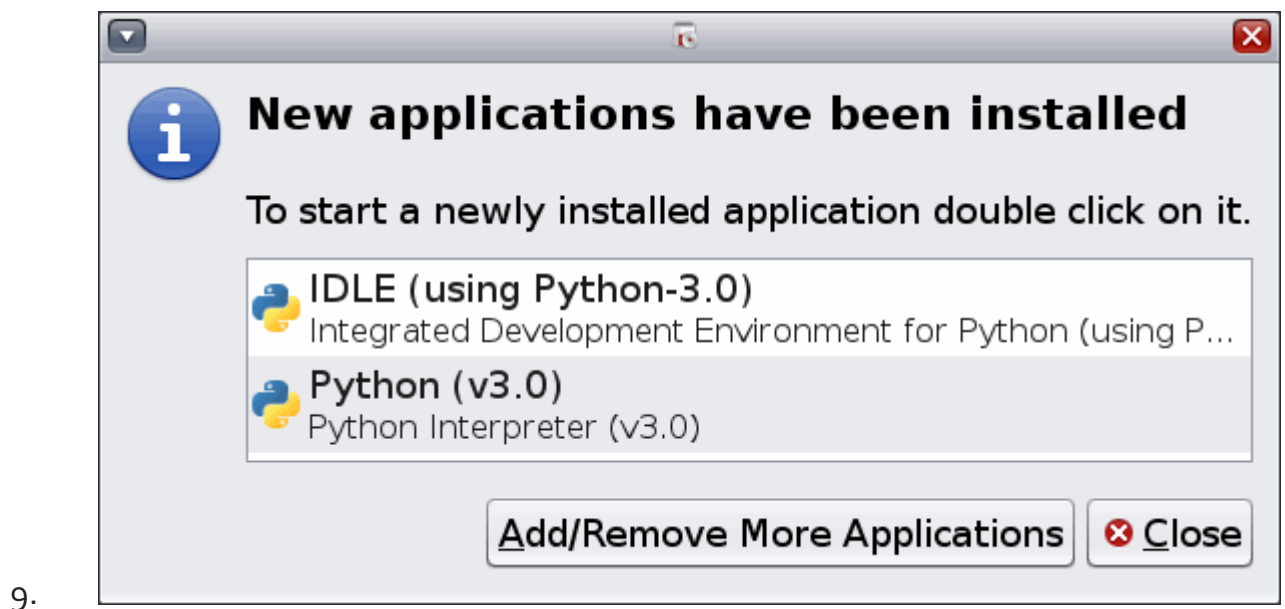 New applications have been installed
To start a newly installed application double click on it.
IDLE (using Python-3.0)
Integrated Development Environment for Python (using P...
Python (v3.0)
Python Interpreter (v3.0)
Add/Remove More Applications
Close
9.